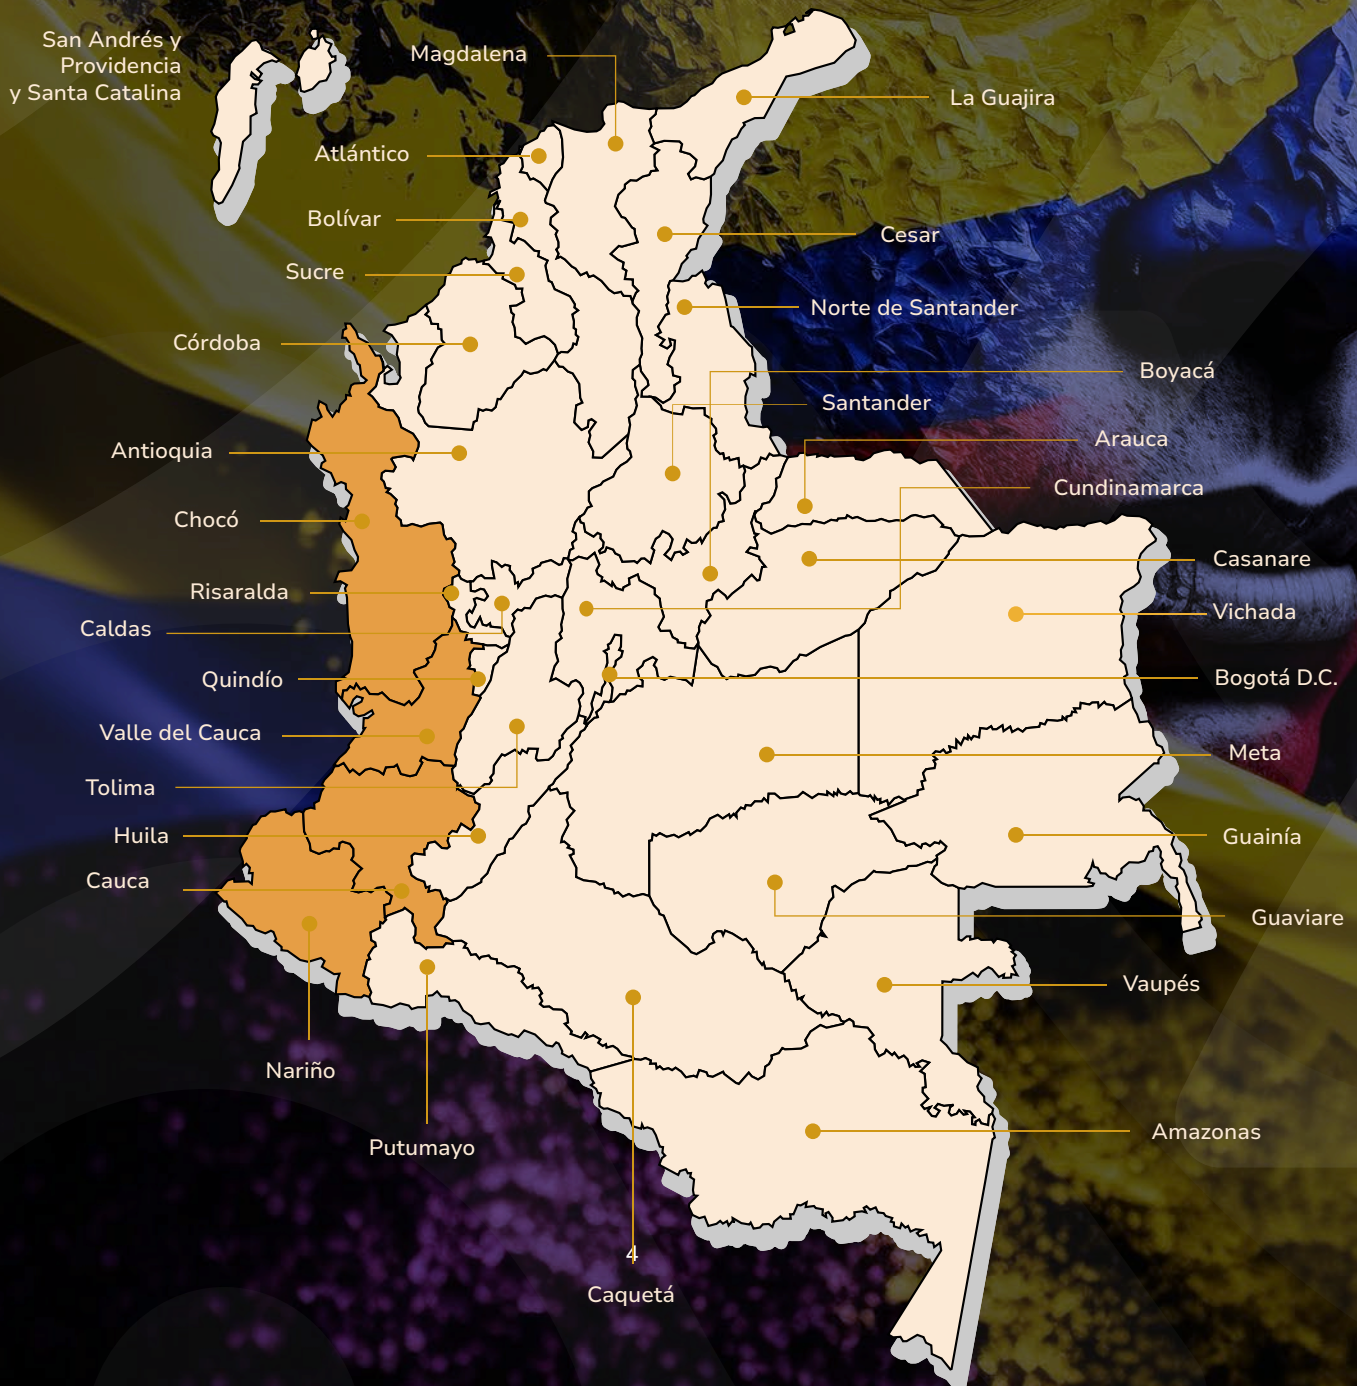 San Andrés y
Providencia
y Santa Catalina
Magdalena
La Guajira
Atlántico
Bolívar
Cesar
Sucre
Norte de Santander
Córdoba
Boyacá
Santander
Arauca
Antioquia
Cundinamarca
Chocó
Casanare
Risaralda
Vichada
Caldas
Quindío
Bogotá D.C.
Valle del Cauca
Meta
Tolima
Huila
Guainía
Cauca
Guaviare
Vaupés
Nariño
Amazonas
Putumayo
4
Caquetá